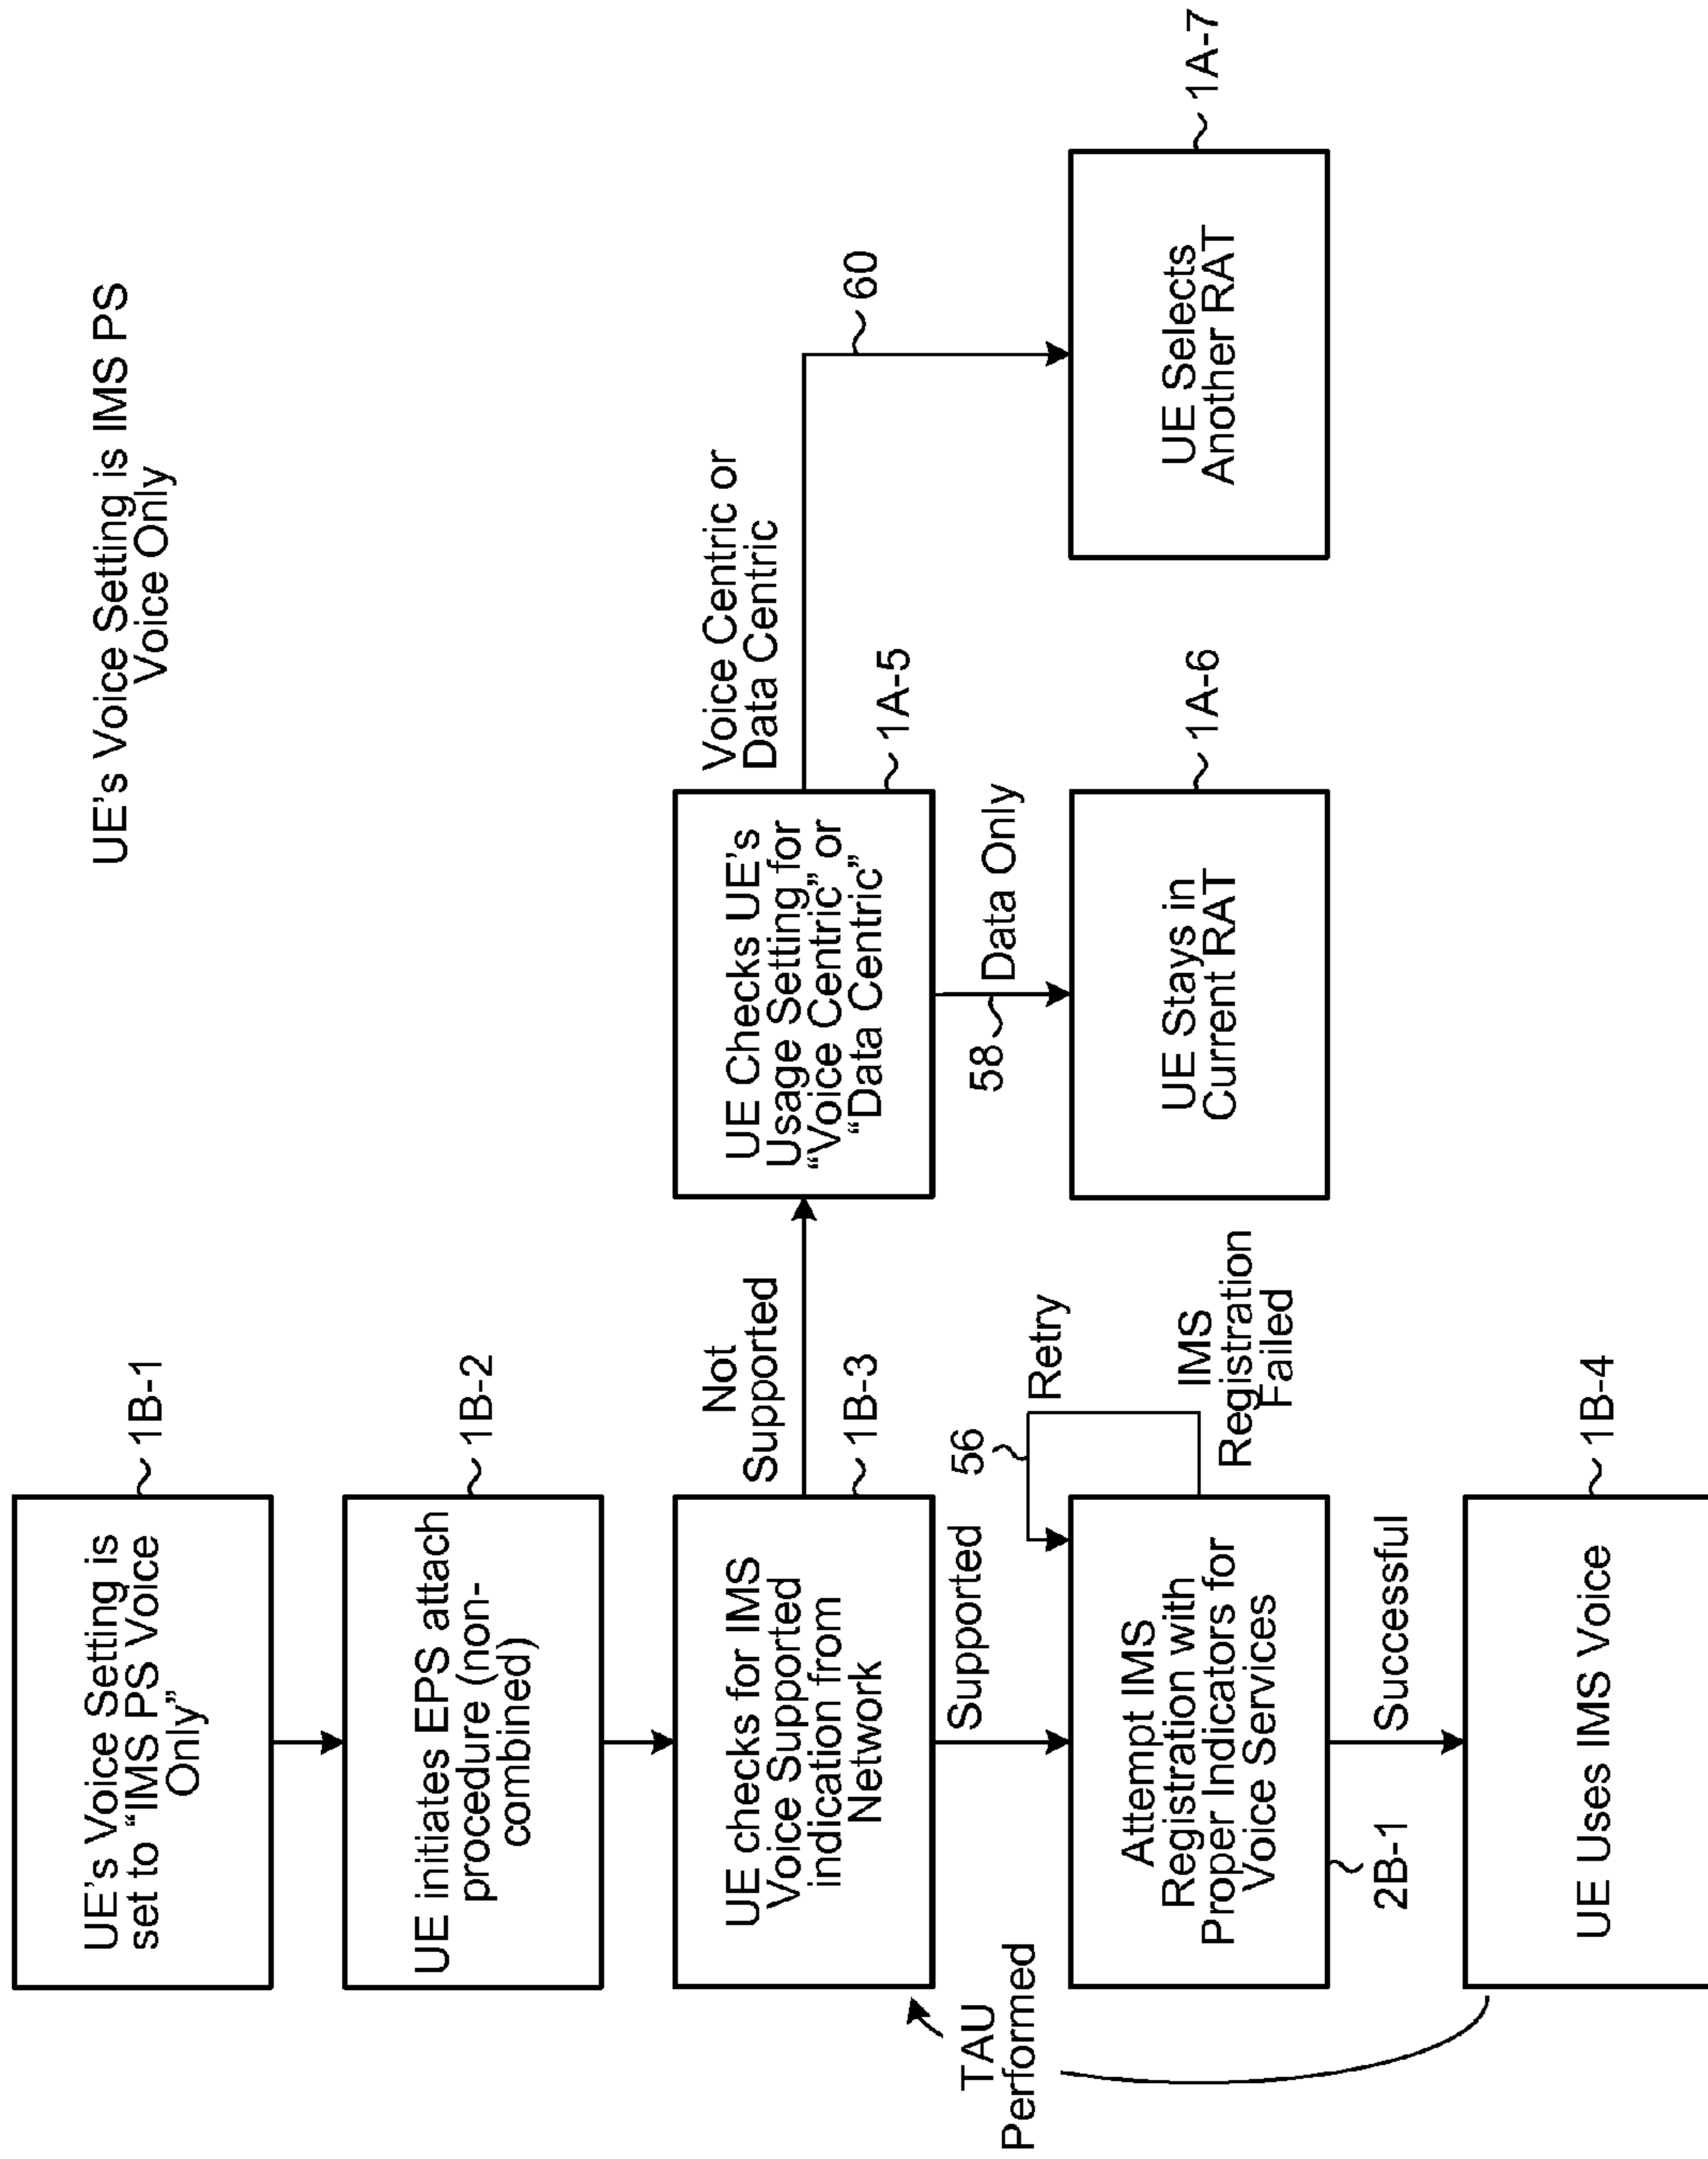 UE's Voice Setting is IMS PS
Voice Only
UE's Voice Setting is
set to “IMS PS Voice
Only”
1B-1
UE initiates EPS attach
procedure (non-
combined)
1B-2
UE checks for IMS
Voice Supported
indication from
Network
1B-3
Not
Supported
UE Checks UE's
Usage Setting for
“Voice Centric” or
“Data Centric”
1A-5
Voice Centric or
Data Centric
60
Supported
TAU
Performed
56
Retry
58
Data Only
Attempt IMS
Registration with
Proper Indicators for
Voice Services
2B-1
IMS
Registration
Failed
UE Stays in
Current RAT
1A-6
UE Selects
Another RAT
1A-7
Successful
UE Uses IMS Voice
1B-4